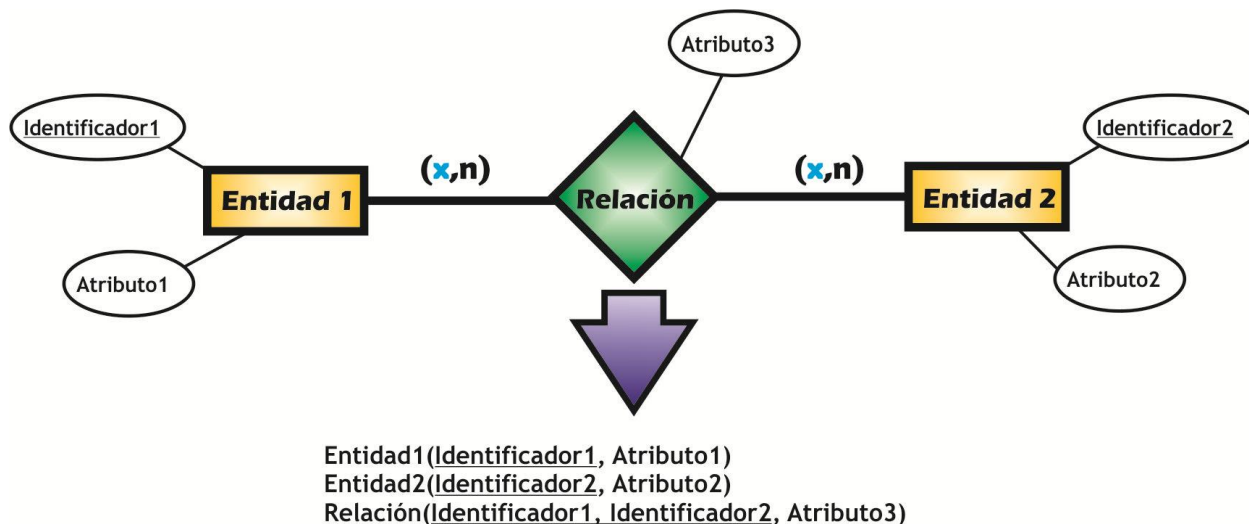 Atributo3
Identificador1
Identificador2
(x,n)
(x,n)
Entidad 1
Relación
Entidad 2
Atributo1
Atributo2
Entidad1(Identificador1, Atributo1)
Entidad2(Identificador2, Atributo2)
Relación(Identificador1, Identificador2, Atributo3)